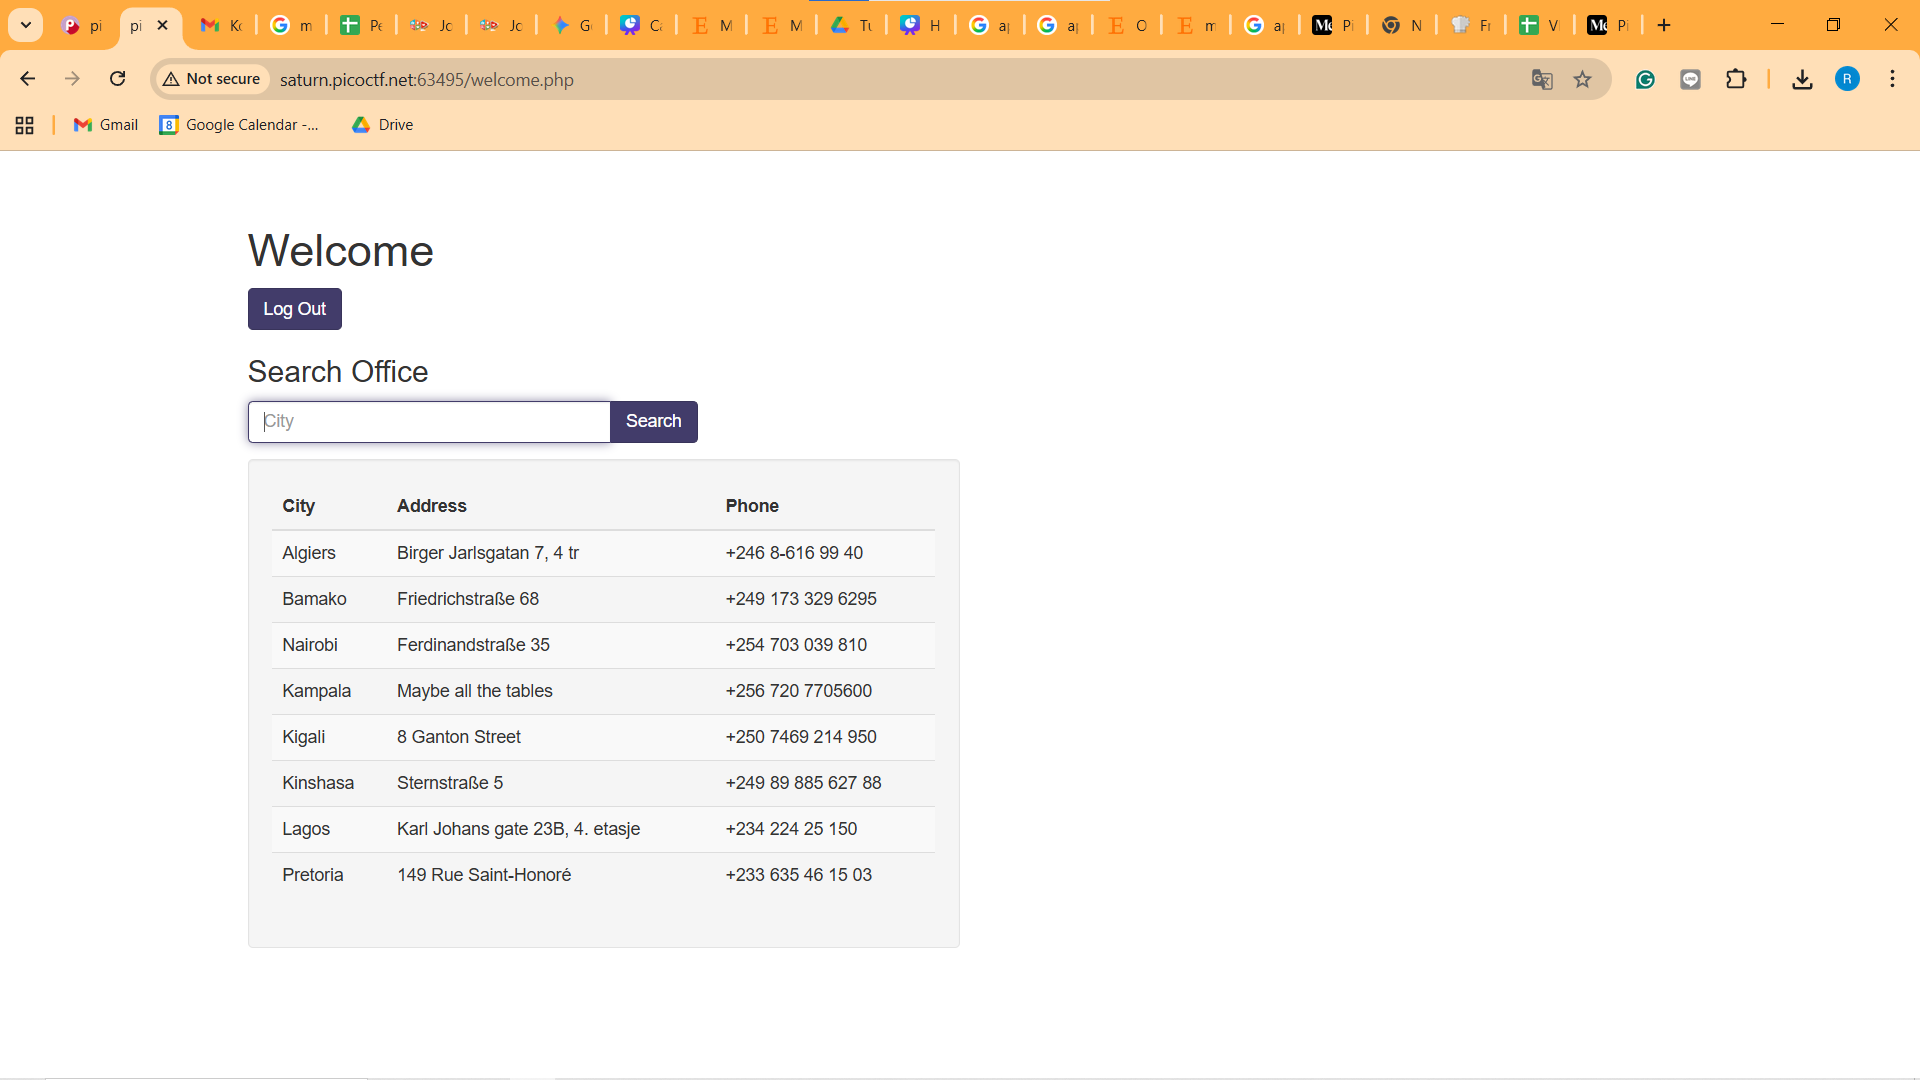 pi
pi
Kc
m
Pe
Jc
Jc
Ge
Ca
M
M
Tu
H
a
a
O
m
a
Pi
N
Fr
VI
Pi
Not secure
saturn.picoctf.net:63495/welcome.php
R
Gmail
Google Calendar -...
Drive
Welcome
Log Out
Search Office
City
Search
City Address Phone
Algiers Birger Jarlsgatan 7, 4 tr +246 8-616 99 40
Bamako Friedrichstraße 68 +249 173 329 6295
Nairobi Ferdinandstraße 35 +254 703 039 810
Kampala Maybe all the tables +256 720 7705600
Kigali 8 Ganton Street +250 7469 214 950
Kinshasa Sternstraße 5 +249 89 885 627 88
Lagos Karl Johans gate 23B, 4. etasje +234 224 25 150
Pretoria 149 Rue Saint-Honoré +233 635 46 15 03